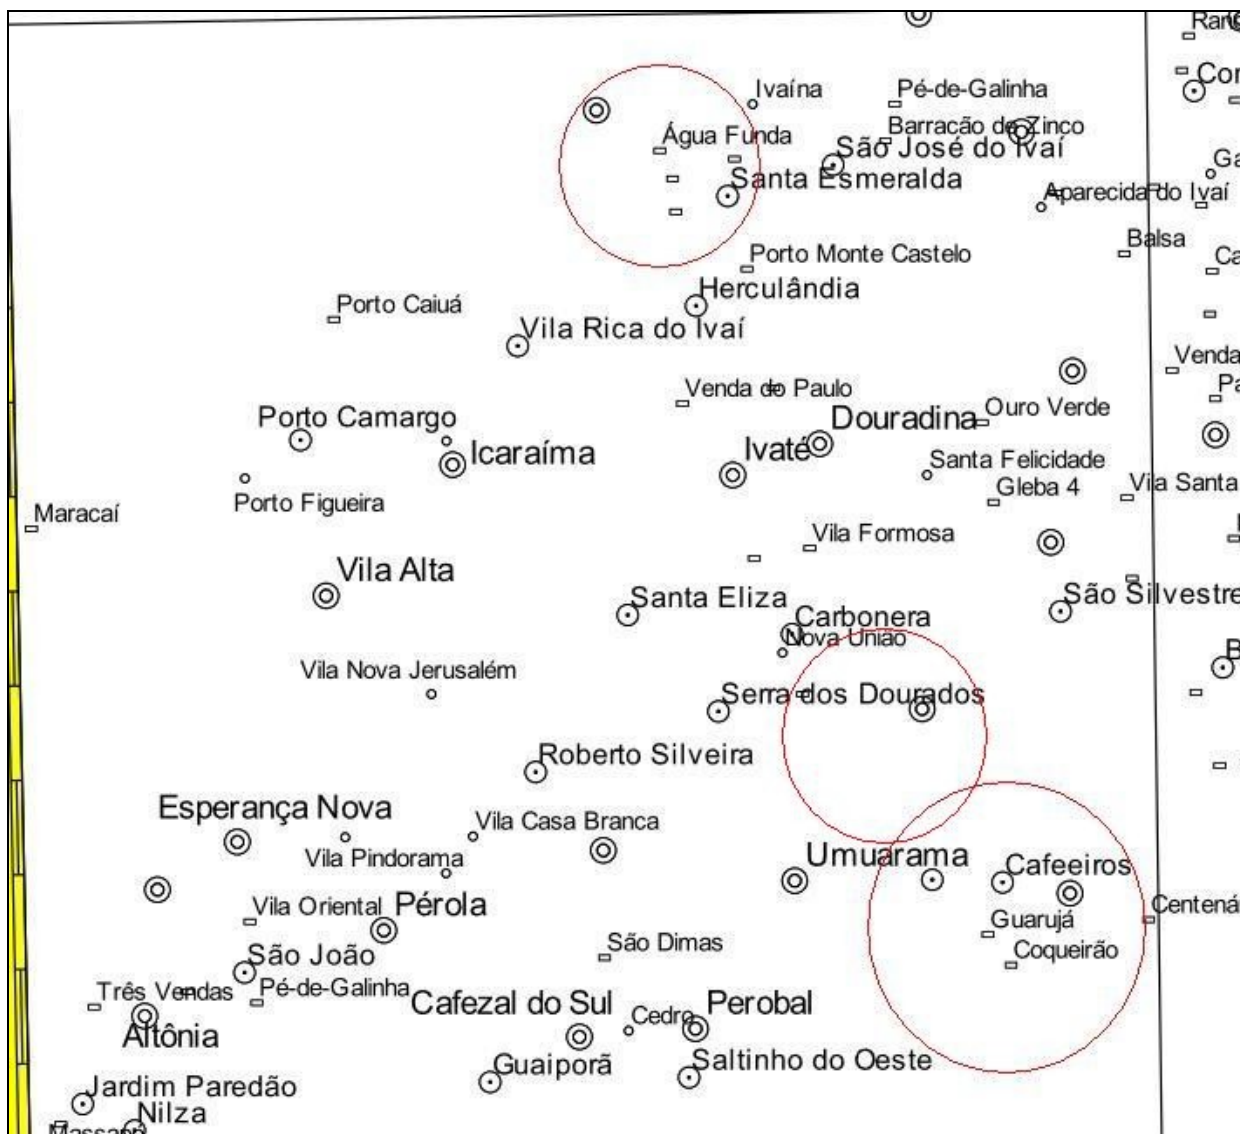 Ivaína
Pé-de-Galinha
Água Funda
Barracão de Zinco
São José do Ivaí
Santa Esmeralda
Aparecida do Ivaí
Balsa
Porto Monte Castelo
Herculândia
Porto Caiuá
Vila Rica do Ivaí
Venda
Venda do Paulo
Ouro Verde
Porto Camargo
Douradina
Icaraíma
Ivaté
Santa Felicidade
Gleba 4
Vila Santa
Porto Figueira
Maracaí
Vila Formosa
Vila Alta
Santa Eliza
São Silvestre
Carbonera
Nova União
Vila Nova Jerusalém
Serra dos Dourados
Roberto Silveira
Esperança Nova
Vila Casa Branca
Vila Pindorama
Umuarama
Cafeeiros
Vila Oriental
Pérola
Guarujá
Centená
São Dimas
Coqueirão
São João
Três Vendas
Pé-de-Galinha
Cafezal do Sul
Cedro
Perobal
Altônia
Guaiporã
Saltinho do Oeste
Jardim Paredão
Nilza